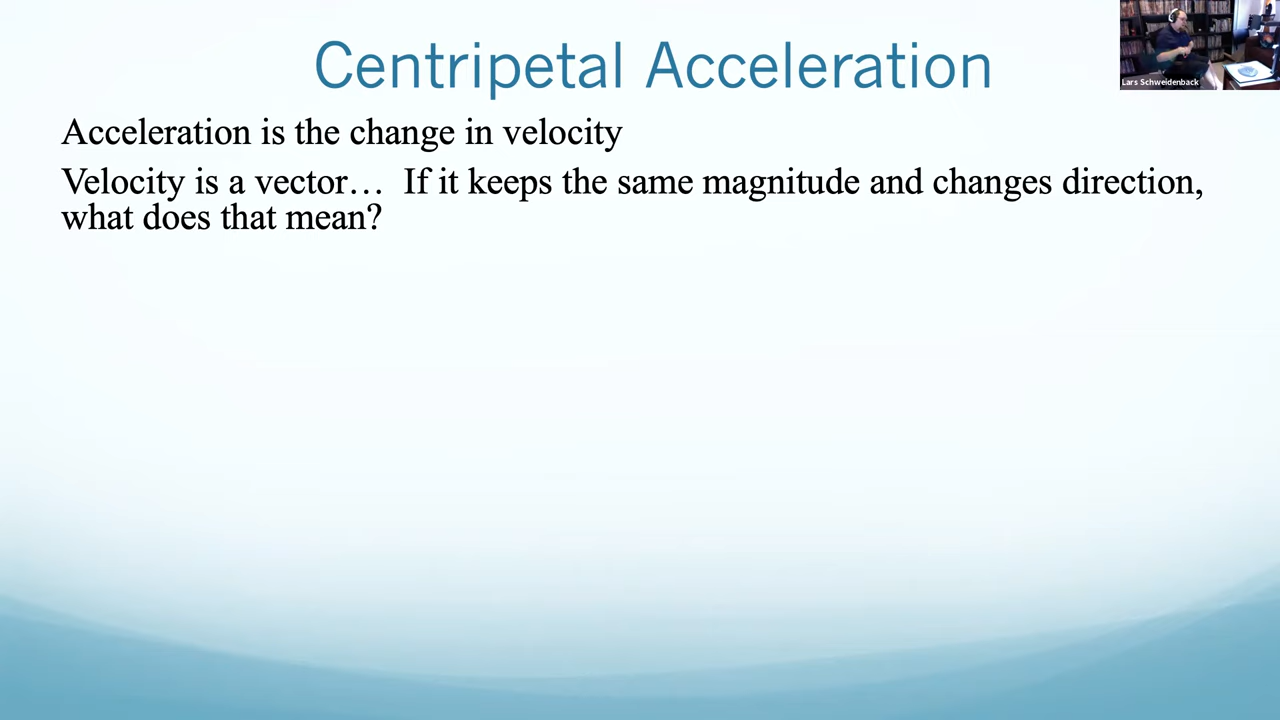 Centripetal Acceleration
Lars Schweidenback
Acceleration is the change in velocity
Velocity is a vector… If it keeps the same magnitude and changes direction,
what does that mean?